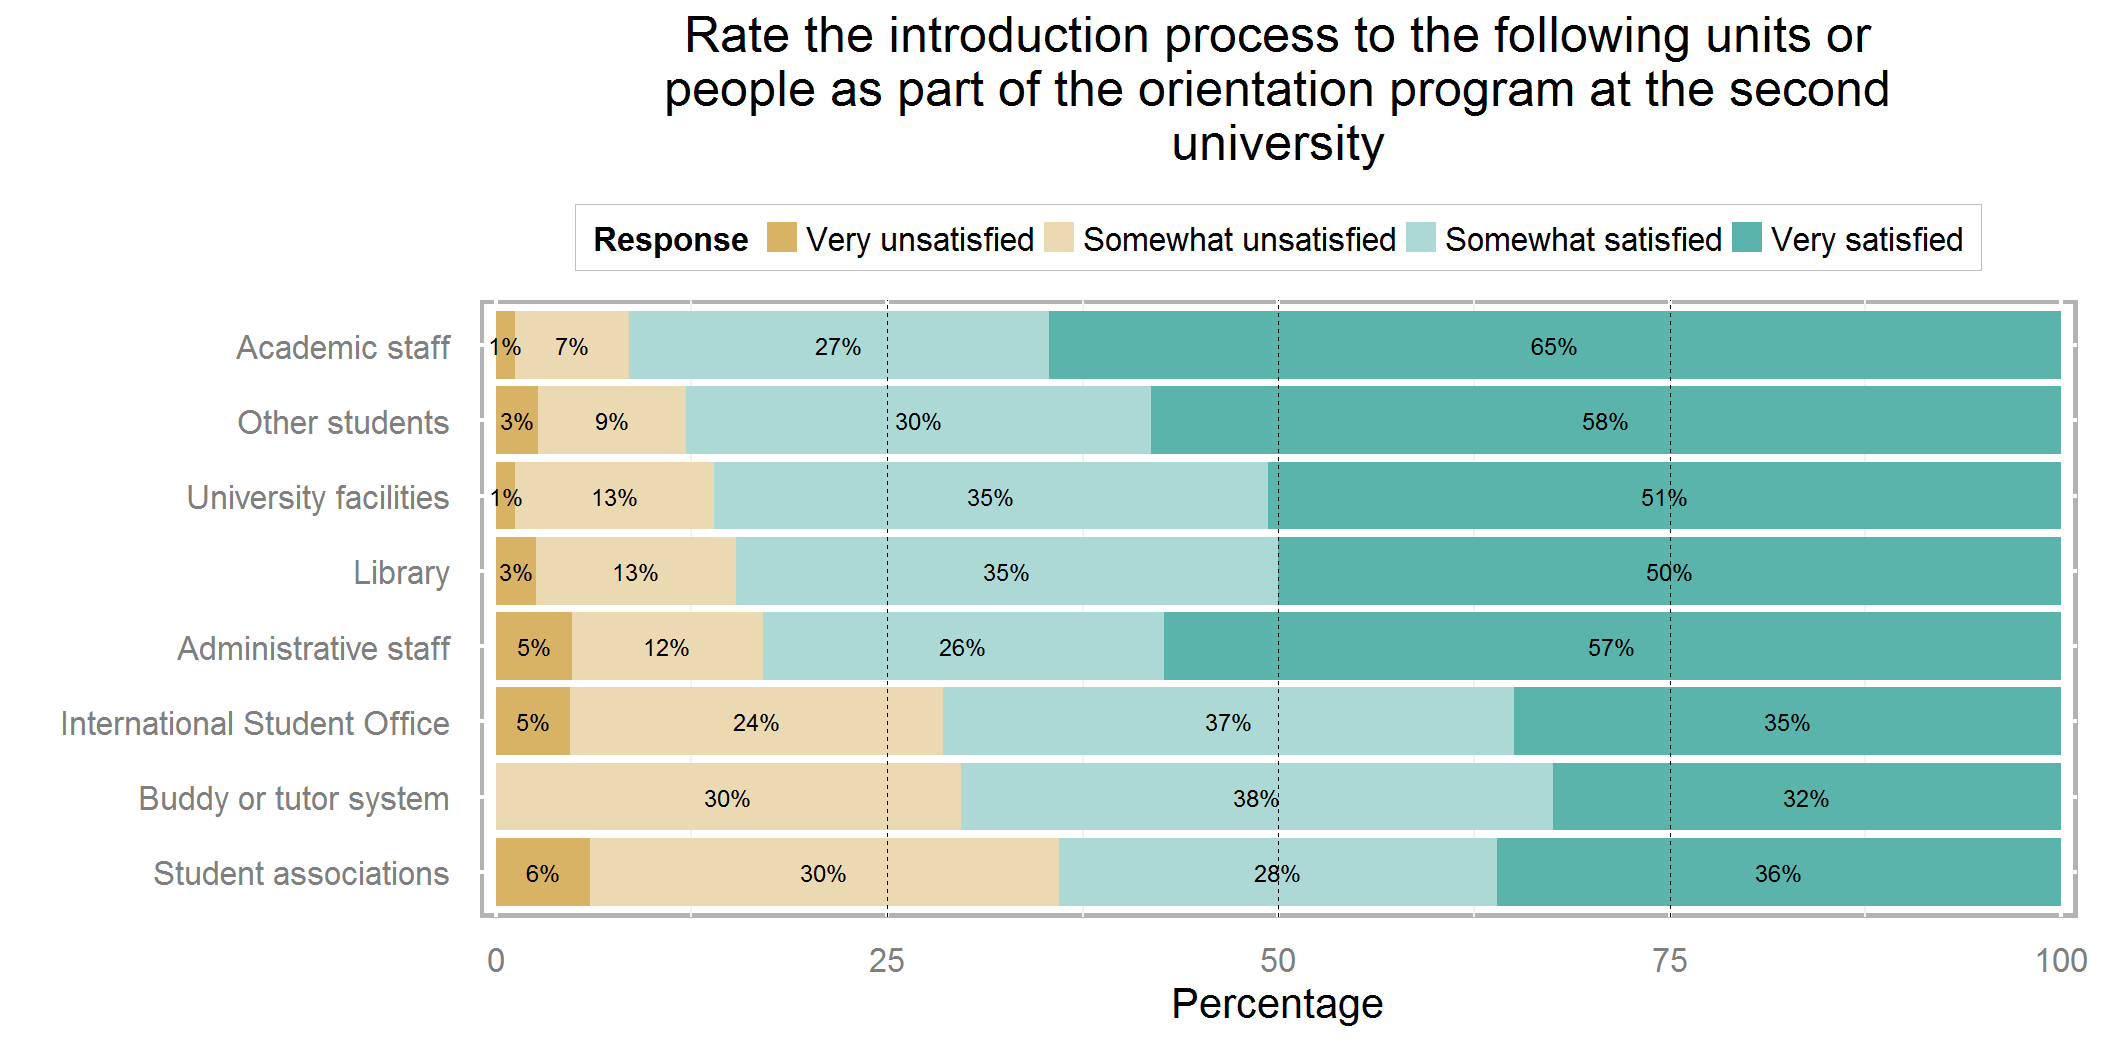 Rate the introduction process to the following units or
people as part of the orientation program at the second
university
Response Very unsatisfied Somewhat unsatisfied Somewhat satisfied Very satisfied
Academic staff 1% 7% 27% 65%
Other students 3% 9% 30% 58%
University facilities 1% 13% 35% 51%
Library 3% 13% 35% 50%
Administrative staff 5% 12% 26% 57%
International Student Office 5% 24% 37% 35%
Buddy or tutor system 30% 38% 32%
Student associations 6% 30% 28% 36%
0 25 50 75 100
Percentage